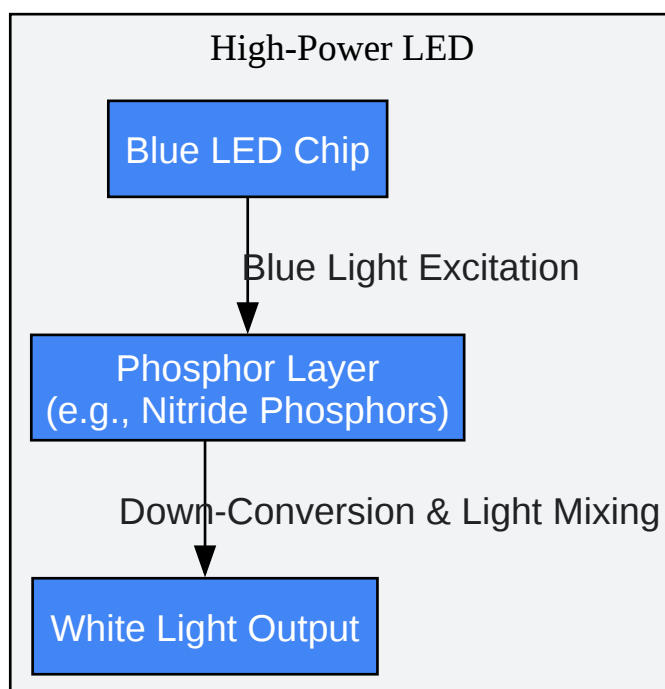 High-Power LED
Blue LED Chip
Blue Light Excitation
Phosphor Layer
(e.g., Nitride Phosphors)
Down-Conversion & Light Mixing
White Light Output